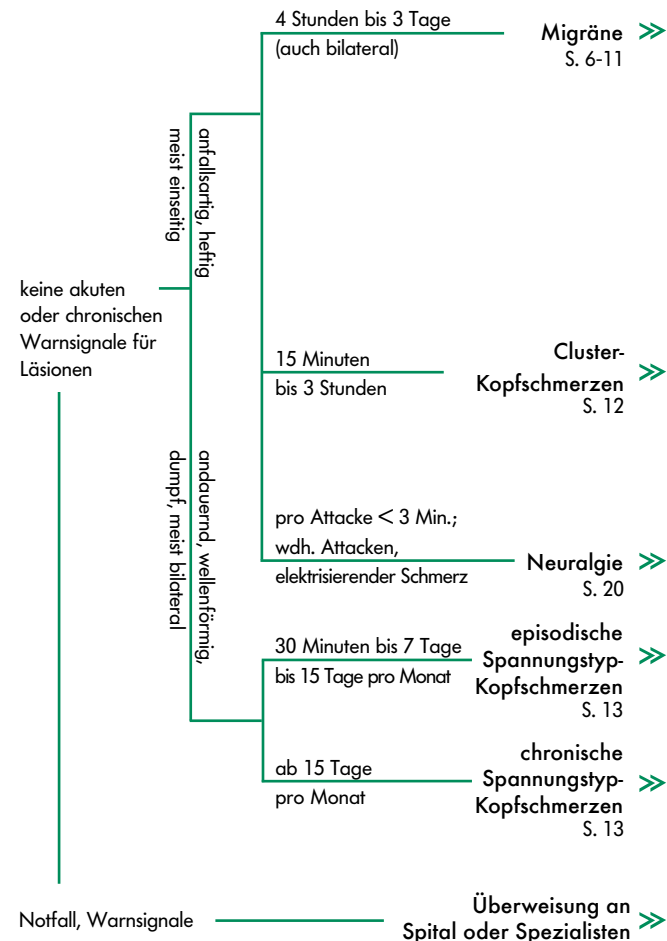 4 Stunden bis 3 Tage
(auch bilateral)
Migräne
S. 6-11
anfallsartig, heftig
meist einseitig
keine akuten
oder chronischen
Warnsignale für
Läsionen
15 Minuten
bis 3 Stunden
Cluster-
Kopfschmerzen
S. 12
andauernd, wellenförmig,
dumpf, meist bilateral
pro Attacke < 3 Min.;
wdh. Attacken,
elektrisierender Schmerz
Neuralgie
S. 20
30 Minuten bis 7 Tage
bis 15 Tage pro Monat
episodische
Spannungstyp-
Kopfschmerzen
S. 13
ab 15 Tage
pro Monat
chronische
Spannungstyp-
Kopfschmerzen
S. 13
Notfall, Warnsignale
Überweisung an
Spital oder Spezialisten